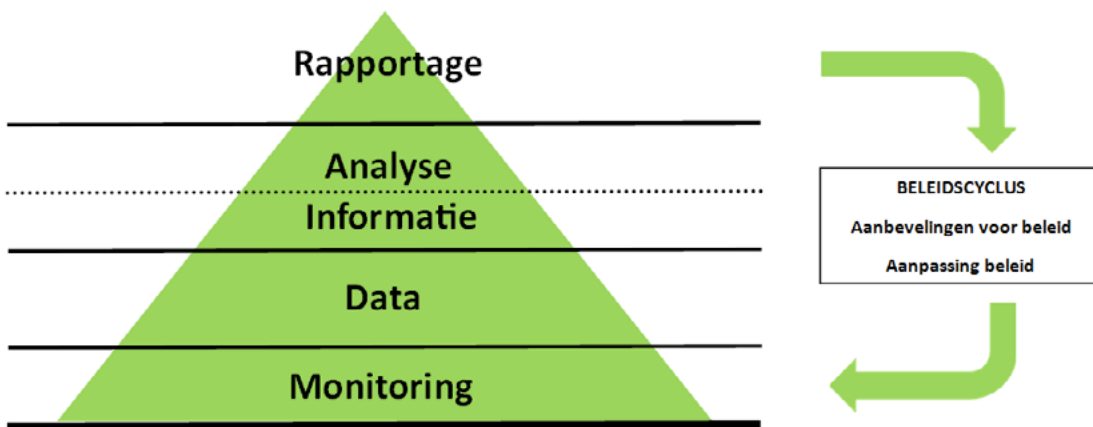 Rapportage
Analyse
Informatie
Data
Monitoring
BELEIDSCYCLUS
Aanbevelingen voor beleid
Aanpassing beleid